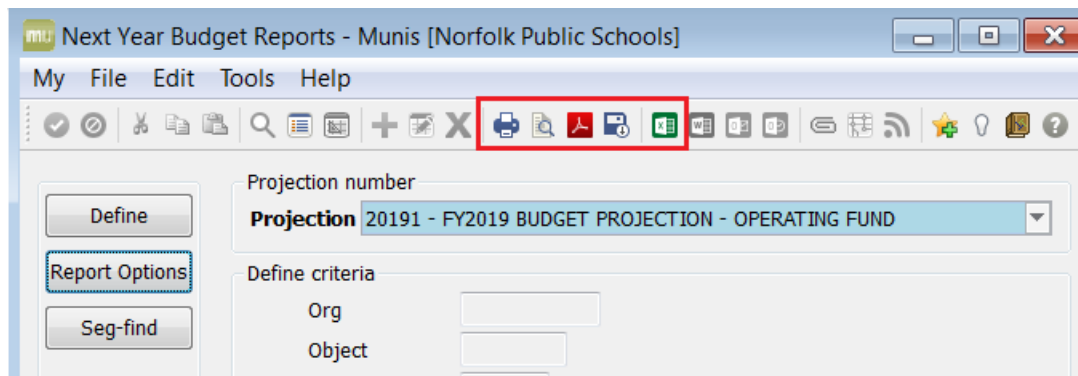 mu Next Year Budget Reports - Munis [Norfolk Public Schools]
My File Edit Tools Help
Projection number
Define
Projection 20191 - FY2019 BUDGET PROJECTION - OPERATING FUND
Report Options
Define criteria
Org
Seg-find
Object